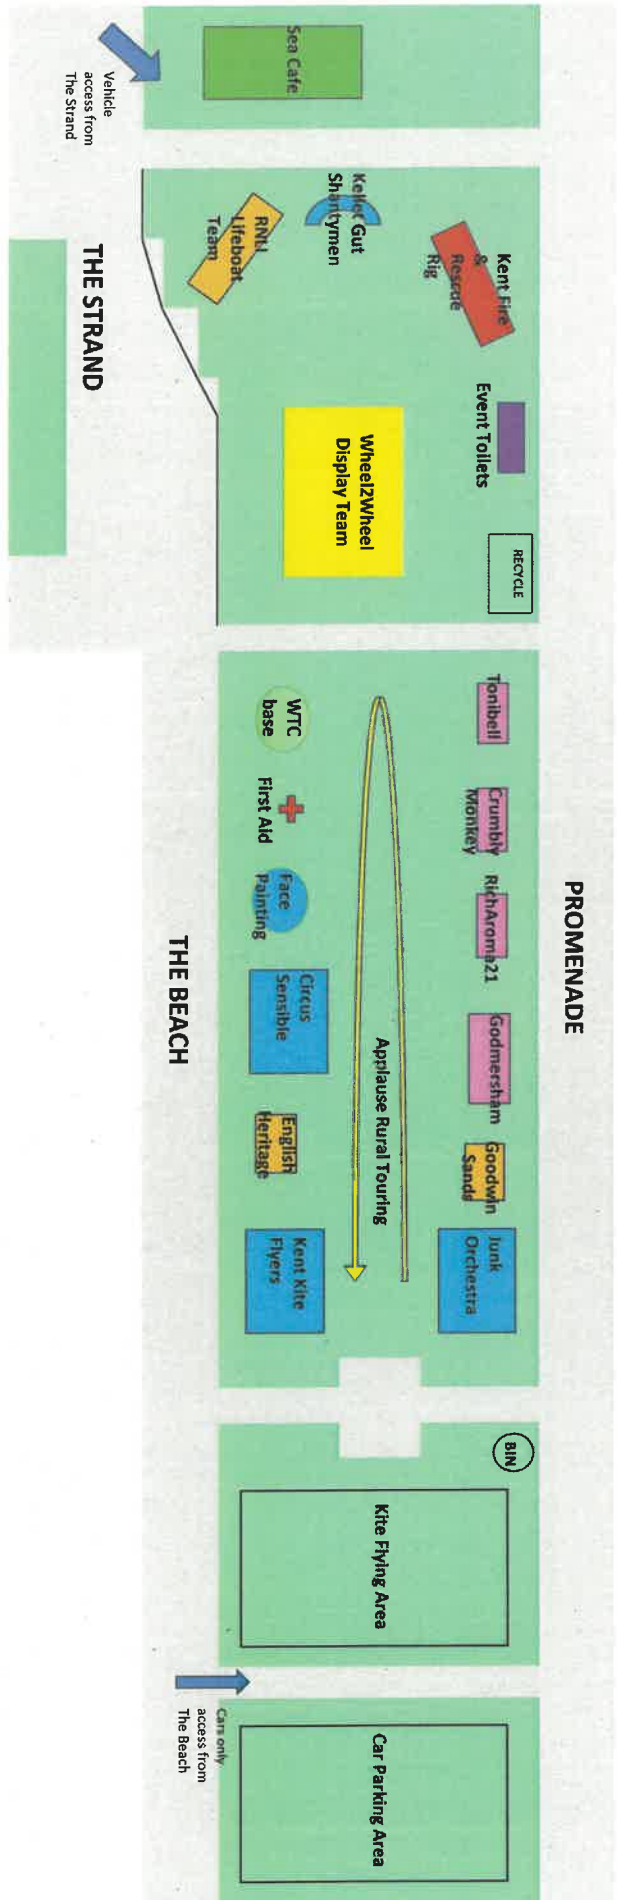 PROMENADE
Sea Cafe
Vehicle
access from
The Strand
Kent Fire
&
Rescue
Rig
Kellet Gut
Shantymen
RNLI
Lifeboat
Team
THE STRAND
Event Toilets
Wheel2Wheel
Display Team
RECYCLE
Tonibell
Crumbly
Monkey
RichAroma21
Godmersham
Goodwin
Sands
Junk
Orchestra
Applause Rural Touring
WTC
base
First Aid
Face
Painting
Circus
Sensible
English
Heritage
Kent Kite
Flyers
THE BEACH
BIN
Kite Flying Area
Cars only
access from
The Beach
Car Parking Area